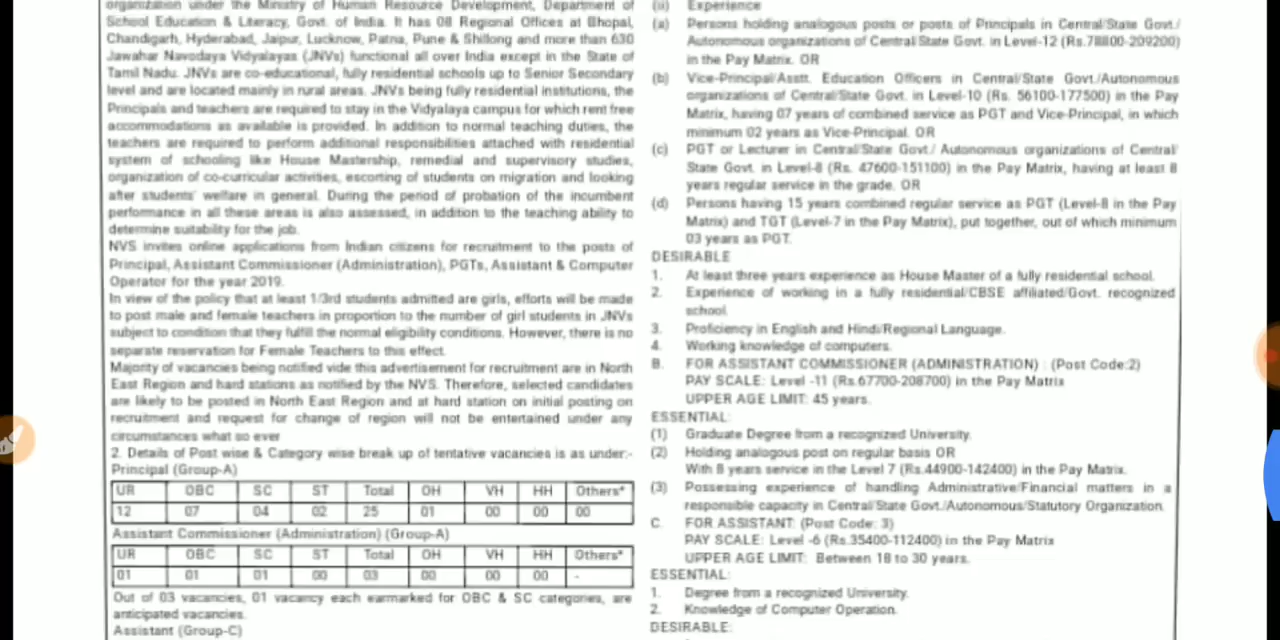 organization under the Ministry of Human Resource Development, Department of
School Education & Literacy, Govt. of India. It has 08 Regional Offices at Bhopal,
Chandigarh, Hyderabad, Jaipur, Lucknow, Patna, Pune & Shillong and more than 630
Jawahar Navodaya Vidyalayas (JNVs) functional all over India except in the State of
Tamil Nadu. JNVs are co-educational, fully residential schools up to Senior Secondary
level and are located mainly in rural areas. JNVs being fully residential institutions, the
Principals and teachers are required to stay in the Vidyalaya campus for which rent free
accommodations as available is provided. In addition to normal teaching duties, the
teachers are required to perform additional responsibilities attached with residential
system of schooling like House Mastership, remedial and supervisory studies,
organization of co-curricular activities, escorting of students on migration and looking
after students' welfare in general. During the period of probation of the incumbent
performance in all these areas is also assessed, in addition to the teaching ability to
determine suitability for the job.
NVS invites online applications from Indian citizens for recruitment to the posts of
Principal, Assistant Commissioner (Administration), PGTs, Assistant & Computer
Operator for the year 2019.
In view of the policy that at least 1/3rd students admitted are girls, efforts will be made
to post male and female teachers in proportion to the number of girl students in JNVs
subject to condition that they fulfill the normal eligibility conditions. However, there is no
separate reservation for Female Teachers to this effect.
Majority of vacancies being notified vide this advertisement for recruitment are in North
East Region and hard stations as notified by the NVS. Therefore, selected candidates
are likely to be posted in North East Region and at hard station on initial posting on
recruitment and request for change of region will not be entertained under any
circumstances what so ever
2. Details of Post wise & Category wise break up of tentative vacancies is as under:-
Principal (Group-A)
UR OBC SC ST Total OH VH HH Others*
12 07 04 02 25 01 00 00 00
Assistant Commissioner (Administration) (Group-A)
UR OBC SC ST Total OH VH HH Others*
01 01 01 00 03 00 00 00 -
Out of 03 vacancies, 01 vacancy each earmarked for OBC & SC categories, are
anticipated vacancies.
Assistant (Group-C)
(ii) Experience
(a) Persons holding analogous posts or posts of Principals in Central/State Govt./
Autonomous organizations of Central/State Govt. in Level-12 (Rs.78800-209200)
in the Pay Matrix. OR
(b) Vice-Principal/Asstt. Education Officers in Central/State Govt./Autonomous
organizations of Central/State Govt. in Level-10 (Rs. 56100-177500) in the Pay
Matrix, having 07 years of combined service as PGT and Vice-Principal, in which
minimum 02 years as Vice-Principal. OR
(c) PGT or Lecturer in Central/State Govt./ Autonomous organizations of Central/
State Govt. in Level-8 (Rs. 47600-151100) in the Pay Matrix, having at least 8
years regular service in the grade. OR
(d) Persons having 15 years combined regular service as PGT (Level-8 in the Pay
Matrix) and TGT (Level-7 in the Pay Matrix), put together, out of which minimum
03 years as PGT.
DESIRABLE
1. At least three years experience as House Master of a fully residential school.
2. Experience of working in a fully residential/CBSE affiliated/Govt. recognized
school.
3. Proficiency in English and Hindi/Regional Language.
4. Working knowledge of computers.
B. FOR ASSISTANT COMMISSIONER (ADMINISTRATION) : (Post Code:2)
PAY SCALE: Level -11 (Rs.67700-208700) in the Pay Matrix
UPPER AGE LIMIT: 45 years.
ESSENTIAL:
(1) Graduate Degree from a recognized University.
(2) Holding analogous post on regular basis OR
With 8 years service in the Level 7 (Rs.44900-142400) in the Pay Matrix.
(3) Possessing experience of handling Administrative/Financial matters in a
responsible capacity in Central/State Govt./Autonomous/Statutory Organization.
C. FOR ASSISTANT: (Post Code: 3)
PAY SCALE: Level -6 (Rs.35400-112400) in the Pay Matrix
UPPER AGE LIMIT: Between 18 to 30 years.
ESSENTIAL:
1. Degree from a recognized University.
2. Knowledge of Computer Operation.
DESIRABLE: